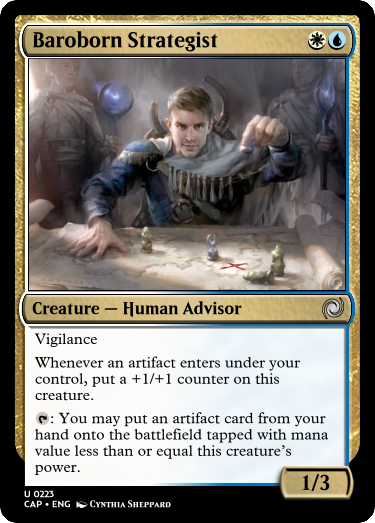 Baroborn Strategist
Creature — Human Advisor
Vigilance
Whenever an artifact enters under your
control, put a +1/+1 counter on this
creature.
: You may put an artifact card from your
hand onto the battlefield tapped with mana
value less than or equal this creature's
power.
1/3
U 0223
CAP • ENG Cynthia Sheppard